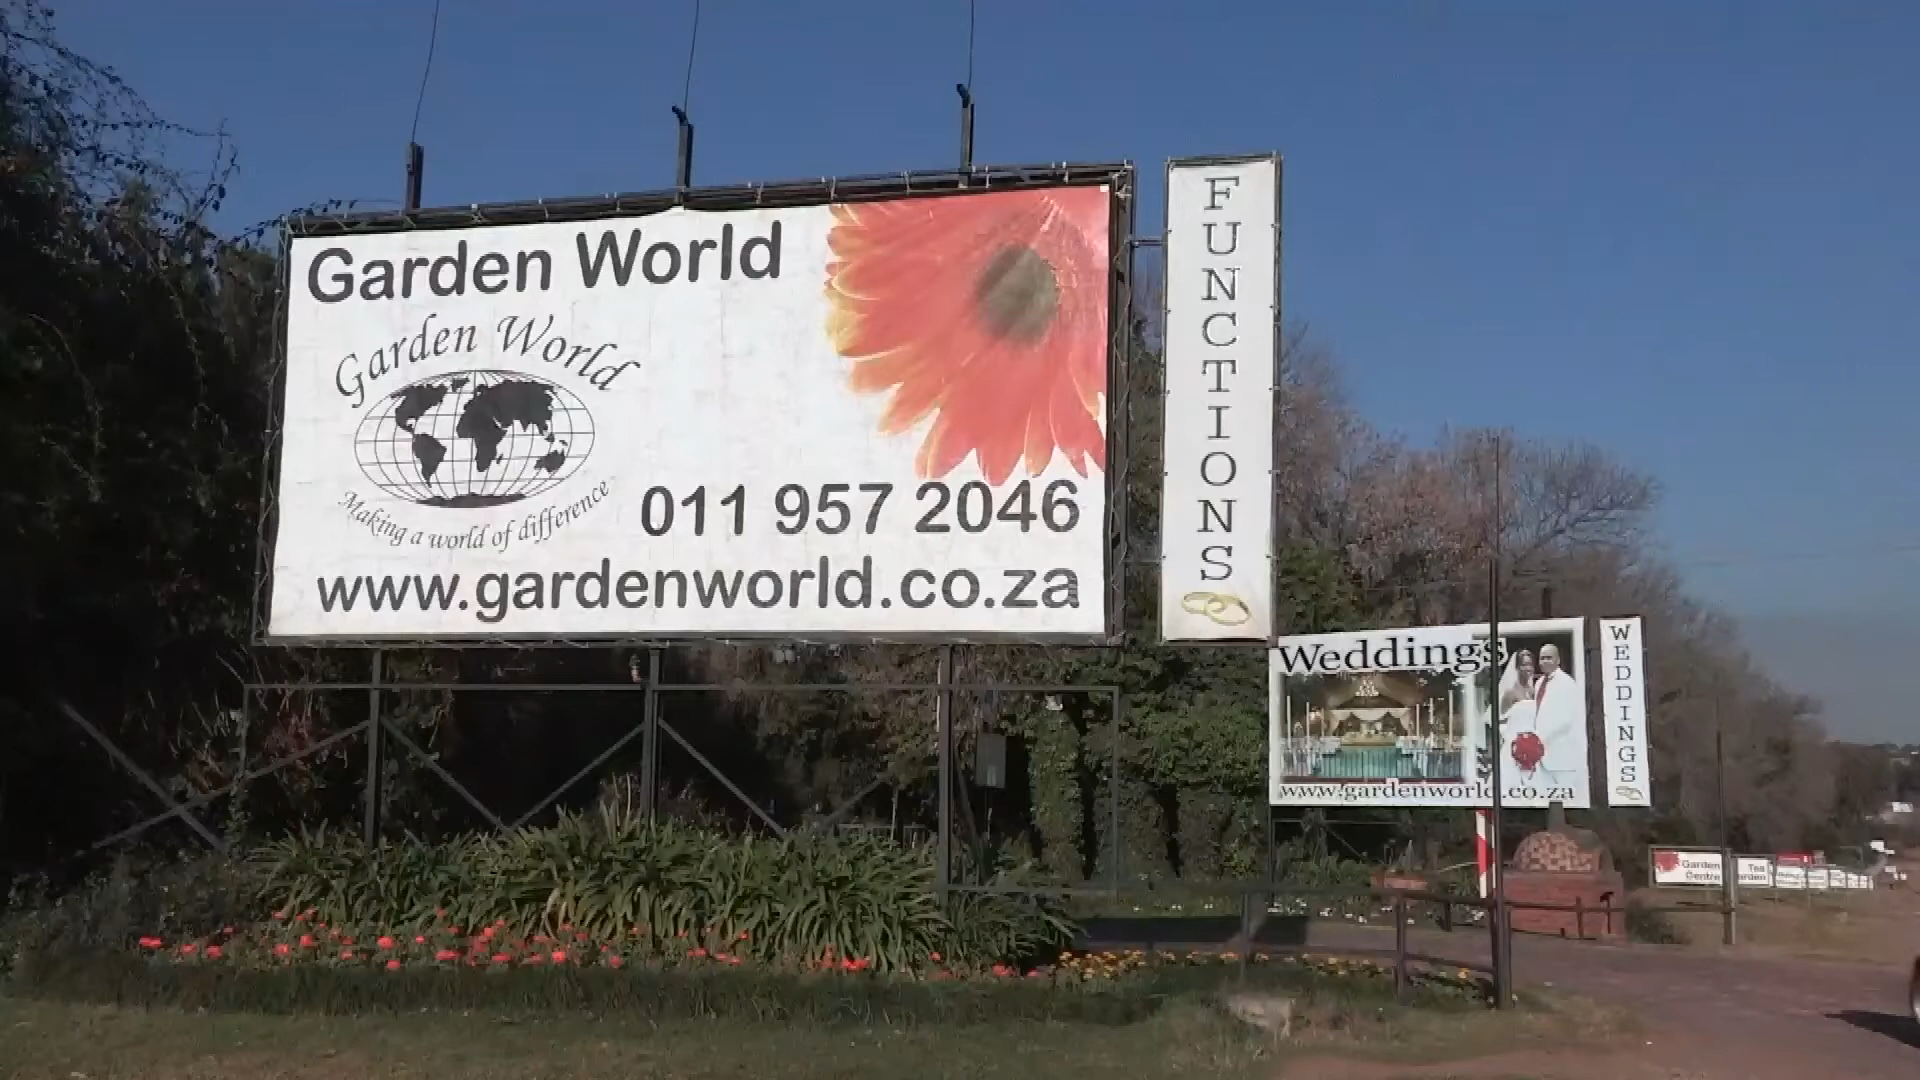 Garden World
Garden World
Making a world of difference
011 957 2046
www.gardenworld.co.za
FUNCTIONS
Weddings
www.gardenworld.co.za
WEDDINGS
Garden
Centre
Tea